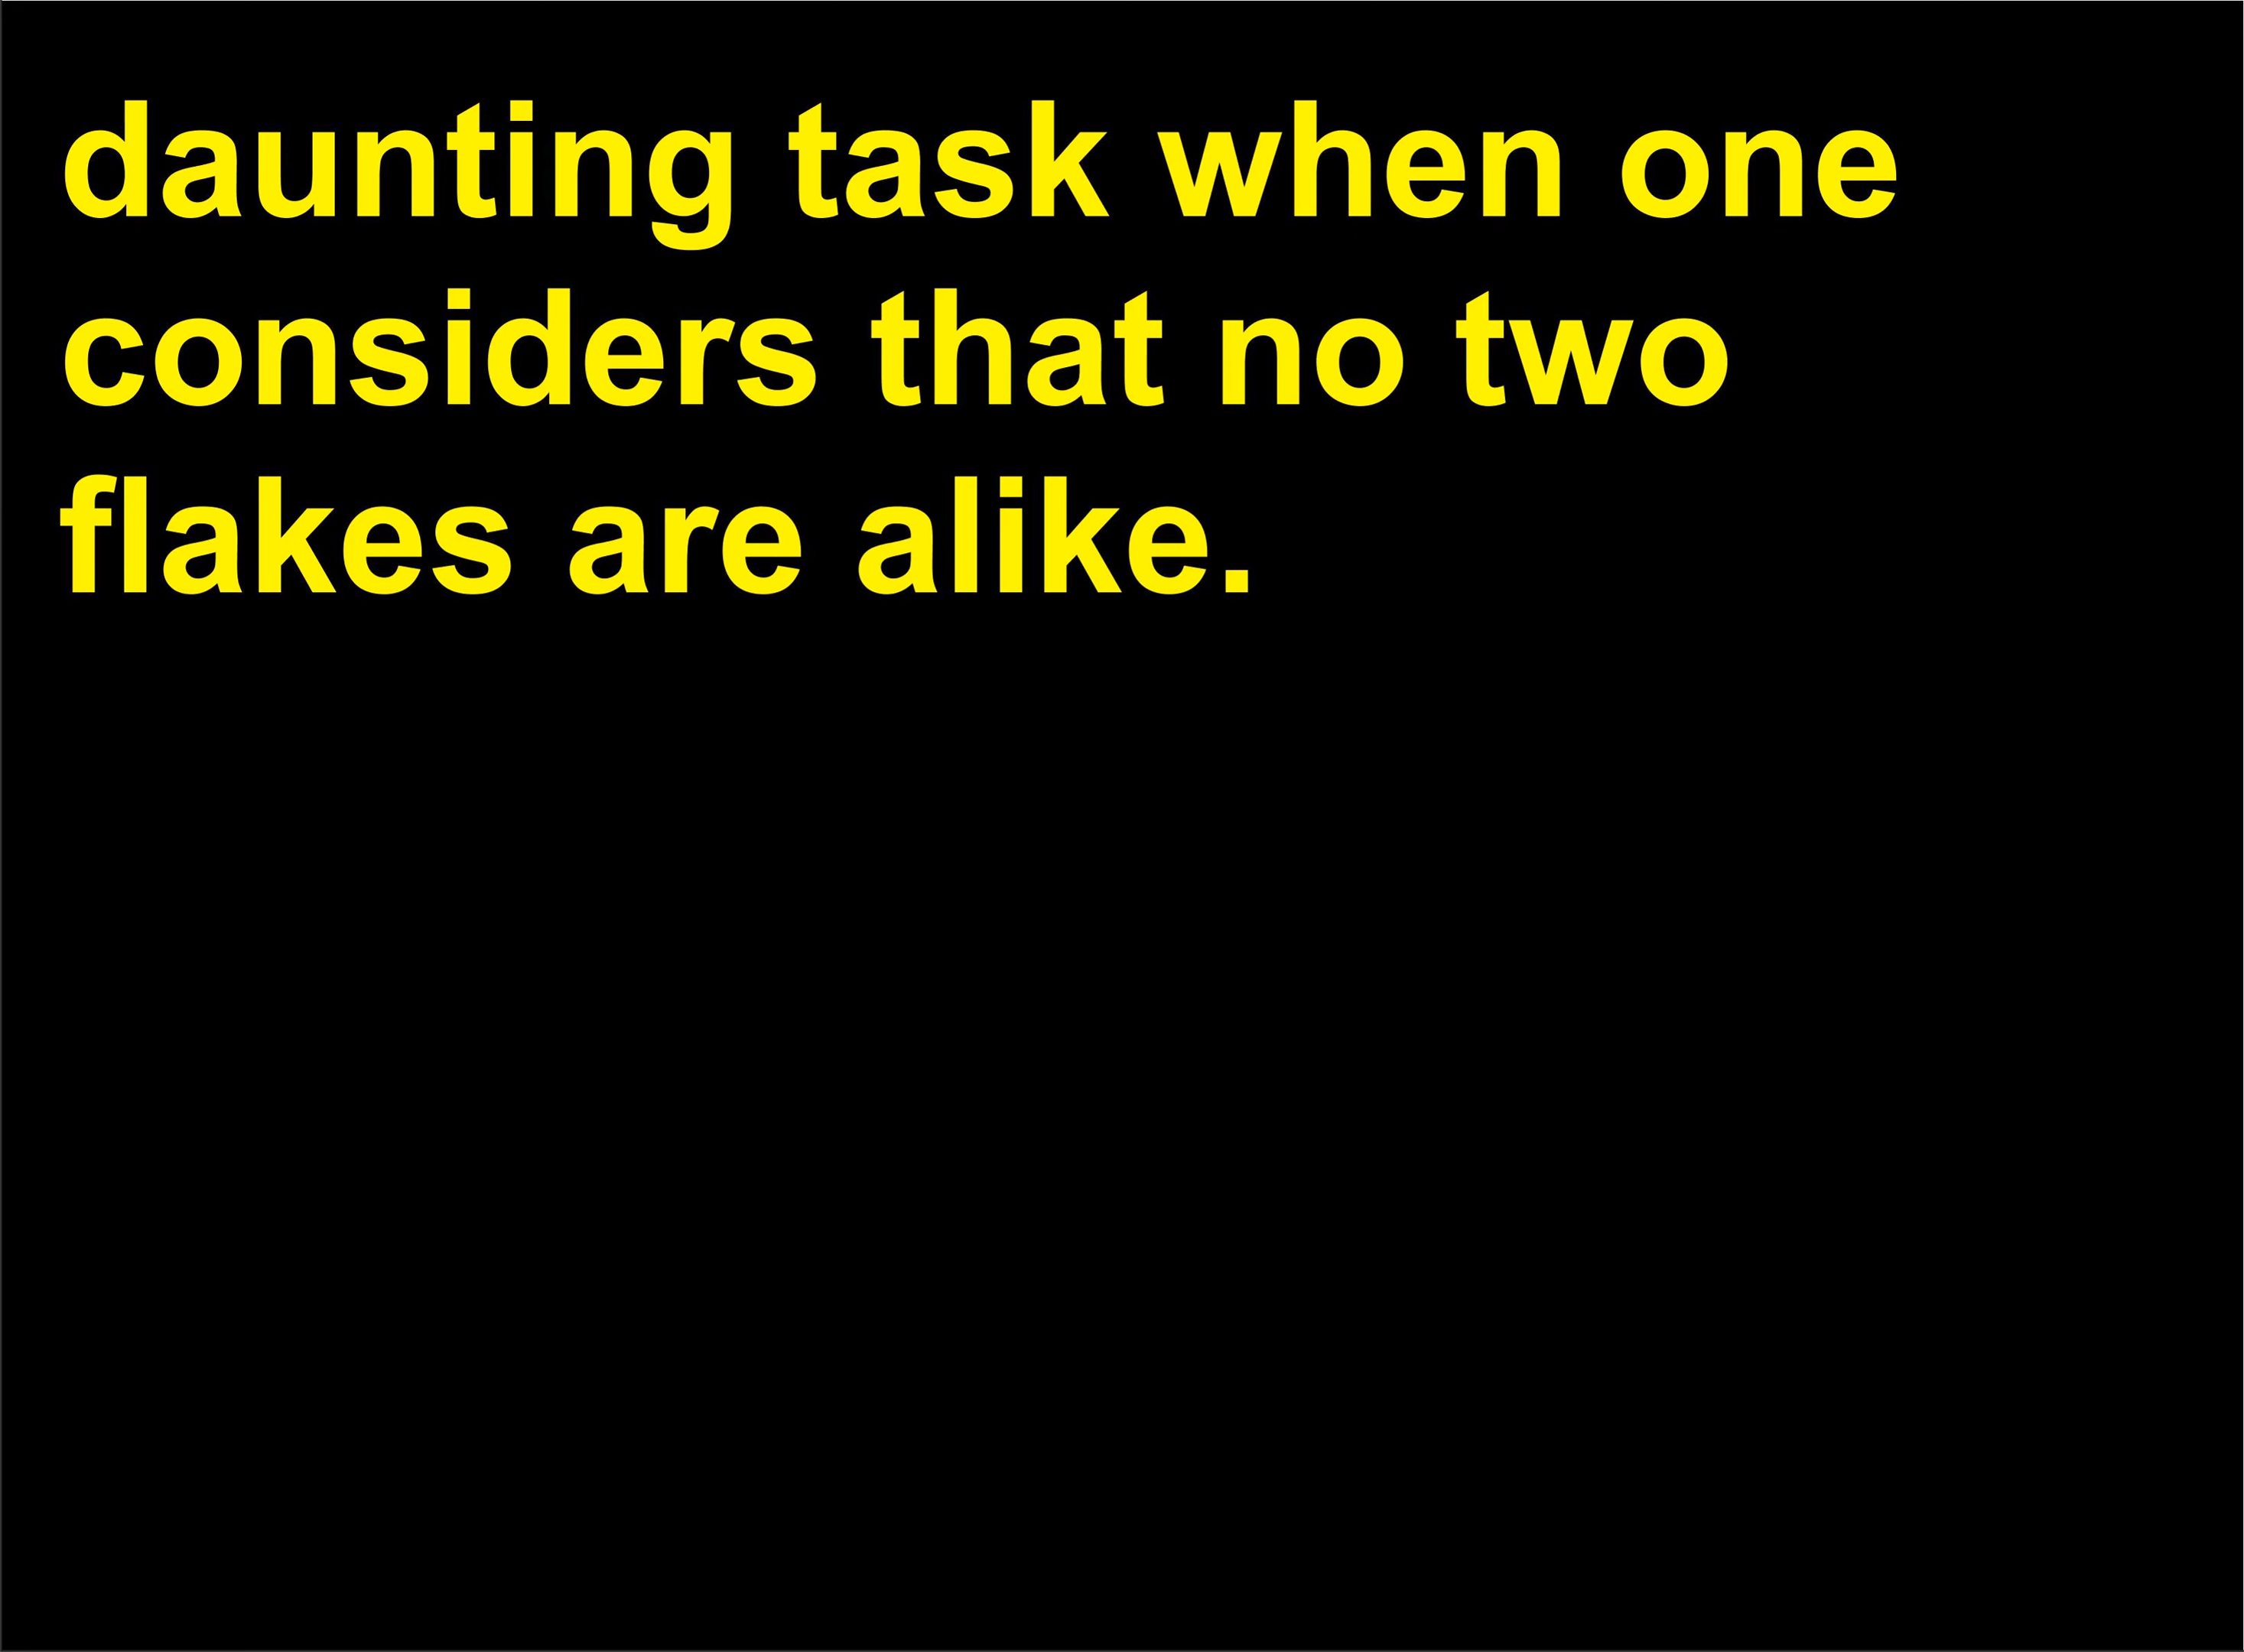 daunting task when one
considers that no two
flakes are alike.